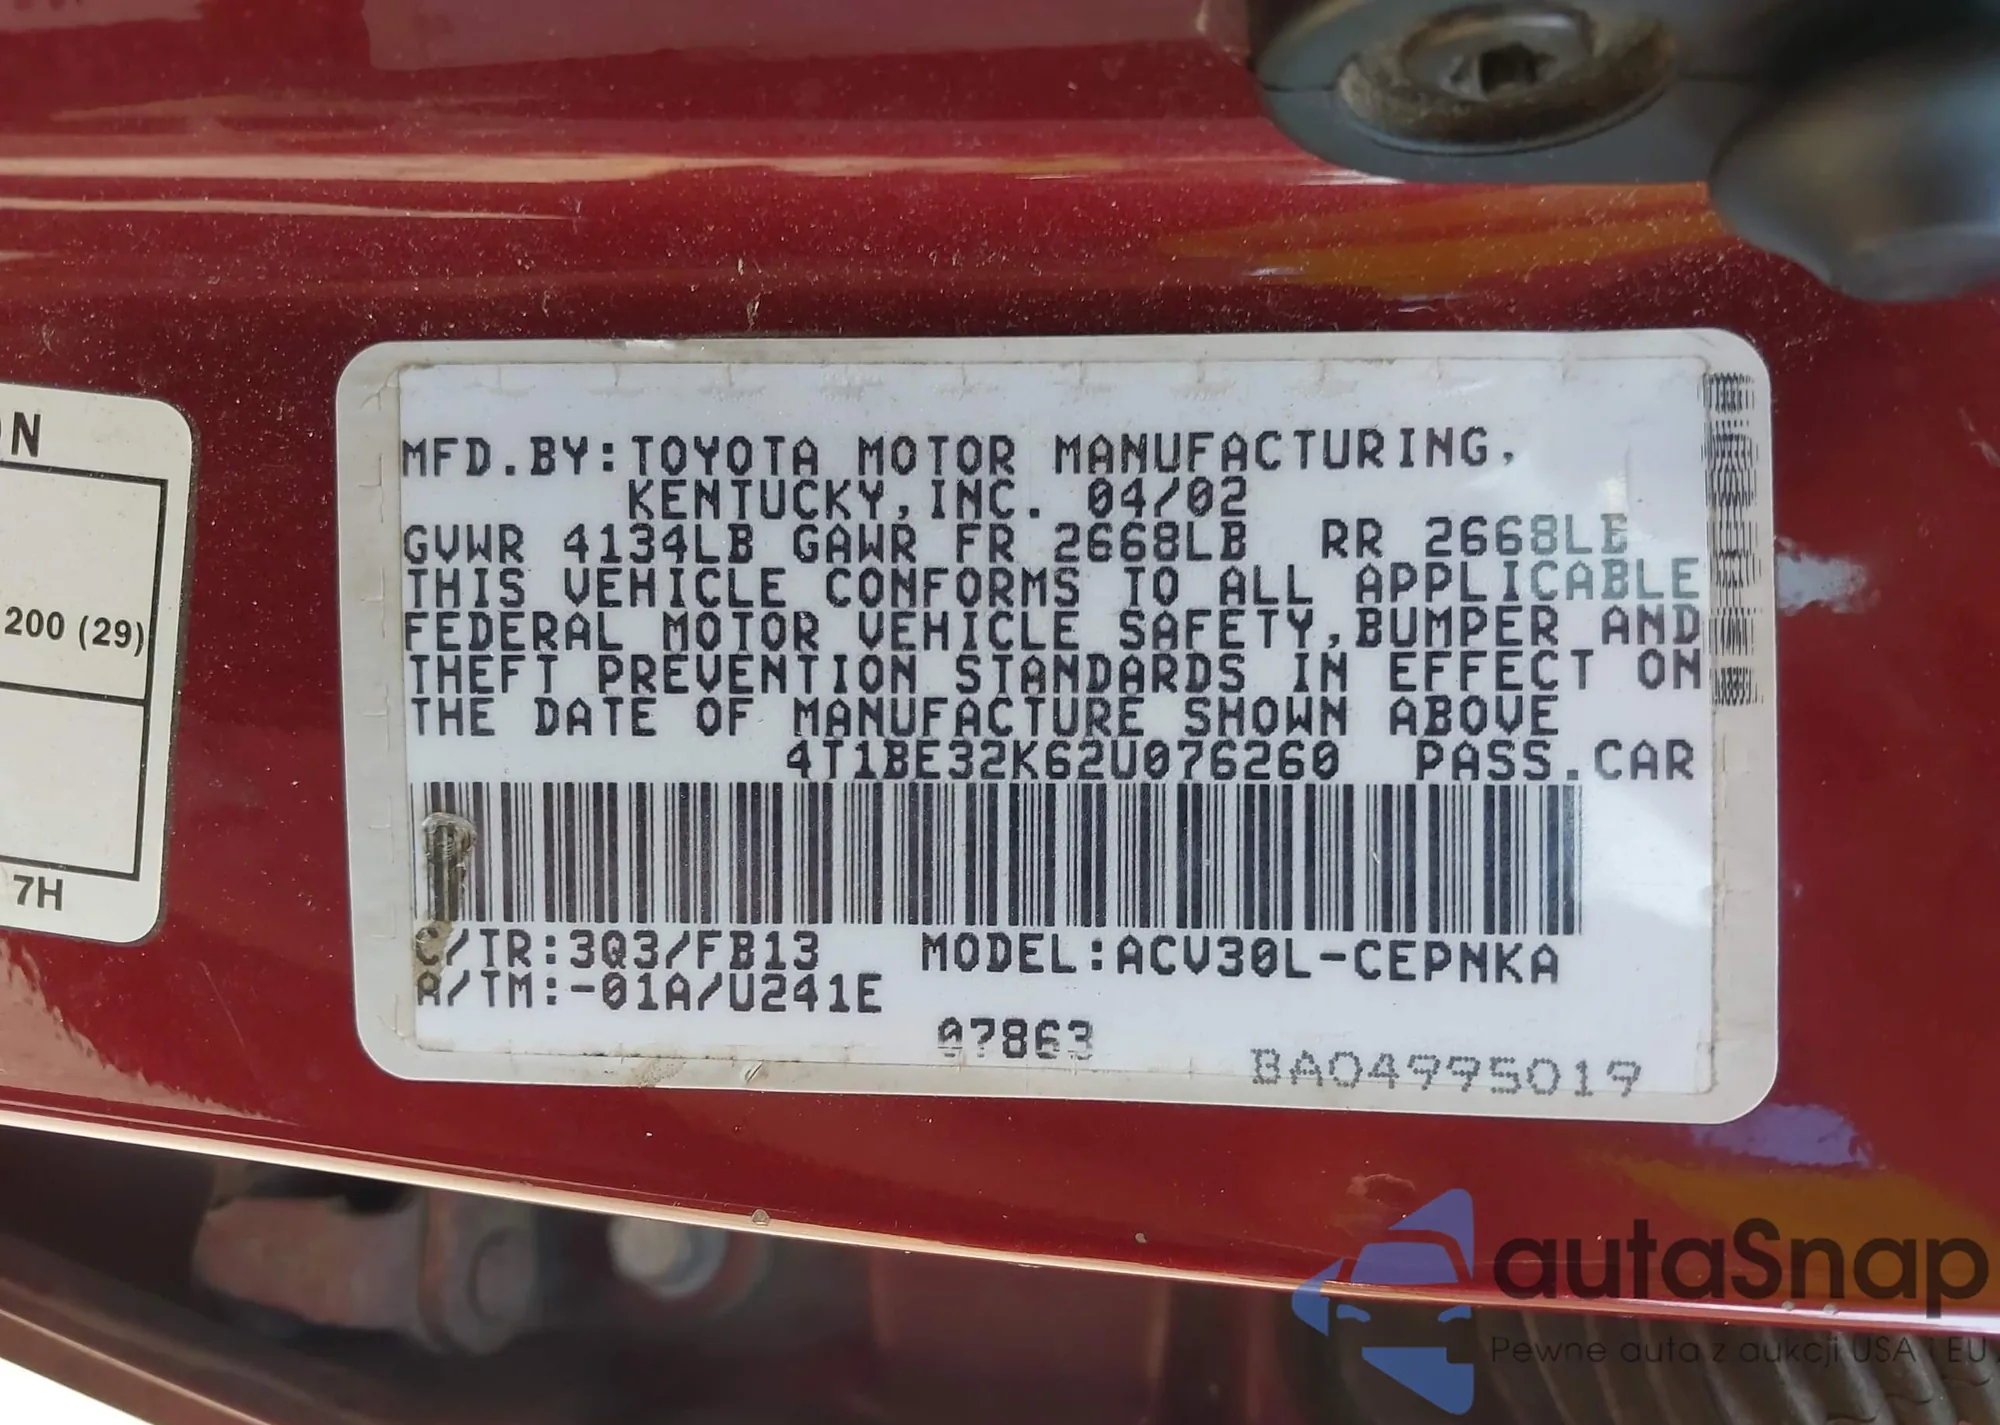 ON
200 (29)
7H
MFD.BY:TOYOTA MOTOR MANUFACTURING,
KENTUCKY,INC. 04/02
GVWR 4134LB GAWR FR 2668LB RR 2668LB
THIS VEHICLE CONFORMS TO ALL APPLICABLE
FEDERAL MOTOR VEHICLE SAFETY,BUMPER AND
THEFT PREVENTION STANDARDS IN EFFECT ON
THE DATE OF MANUFACTURE SHOWN ABOVE
4T1BE32K62U076260 PASS.CAR
C/TR:3Q3/FB13 MODEL:ACV30L-CEPNKA
A/TM:-01A/U241E
07863
BA04995019
autaSnap
Pewne auta z aukcji USA i EU